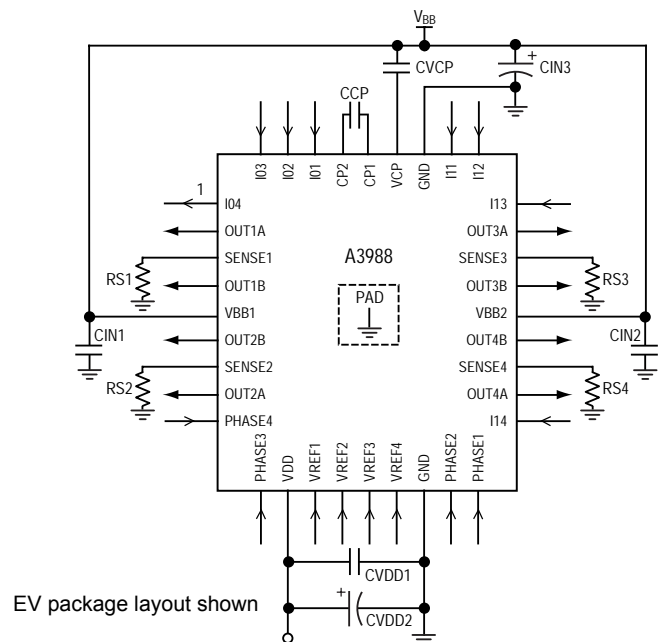 VBB
CVCP
+
CIN3
CCP
I03
I02
I01
CP2
CP1
VCP
GND
I11
I12
1
I04
I13
OUT1A
OUT3A
SENSE1
A3988
SENSE3
RS1
RS3
OUT1B
PAD
OUT3B
VBB1
VBB2
CIN1
CIN2
OUT2B
OUT4B
SENSE2
SENSE4
RS2
RS4
OUT2A
OUT4A
PHASE4
I14
PHASE3
VDD
VREF1
VREF2
VREF3
VREF4
GND
PHASE2
PHASE1
CVDD1
EV package layout shown
+
CVDD2